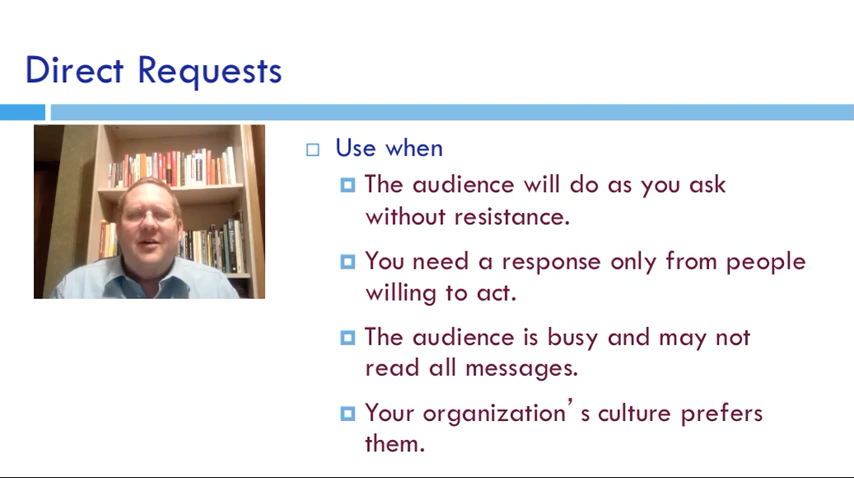 Direct Requests
Use when
The audience will do as you ask
without resistance.
You need a response only from people
willing to act.
The audience is busy and may not
read all messages.
Your organization’ s culture prefers
them.